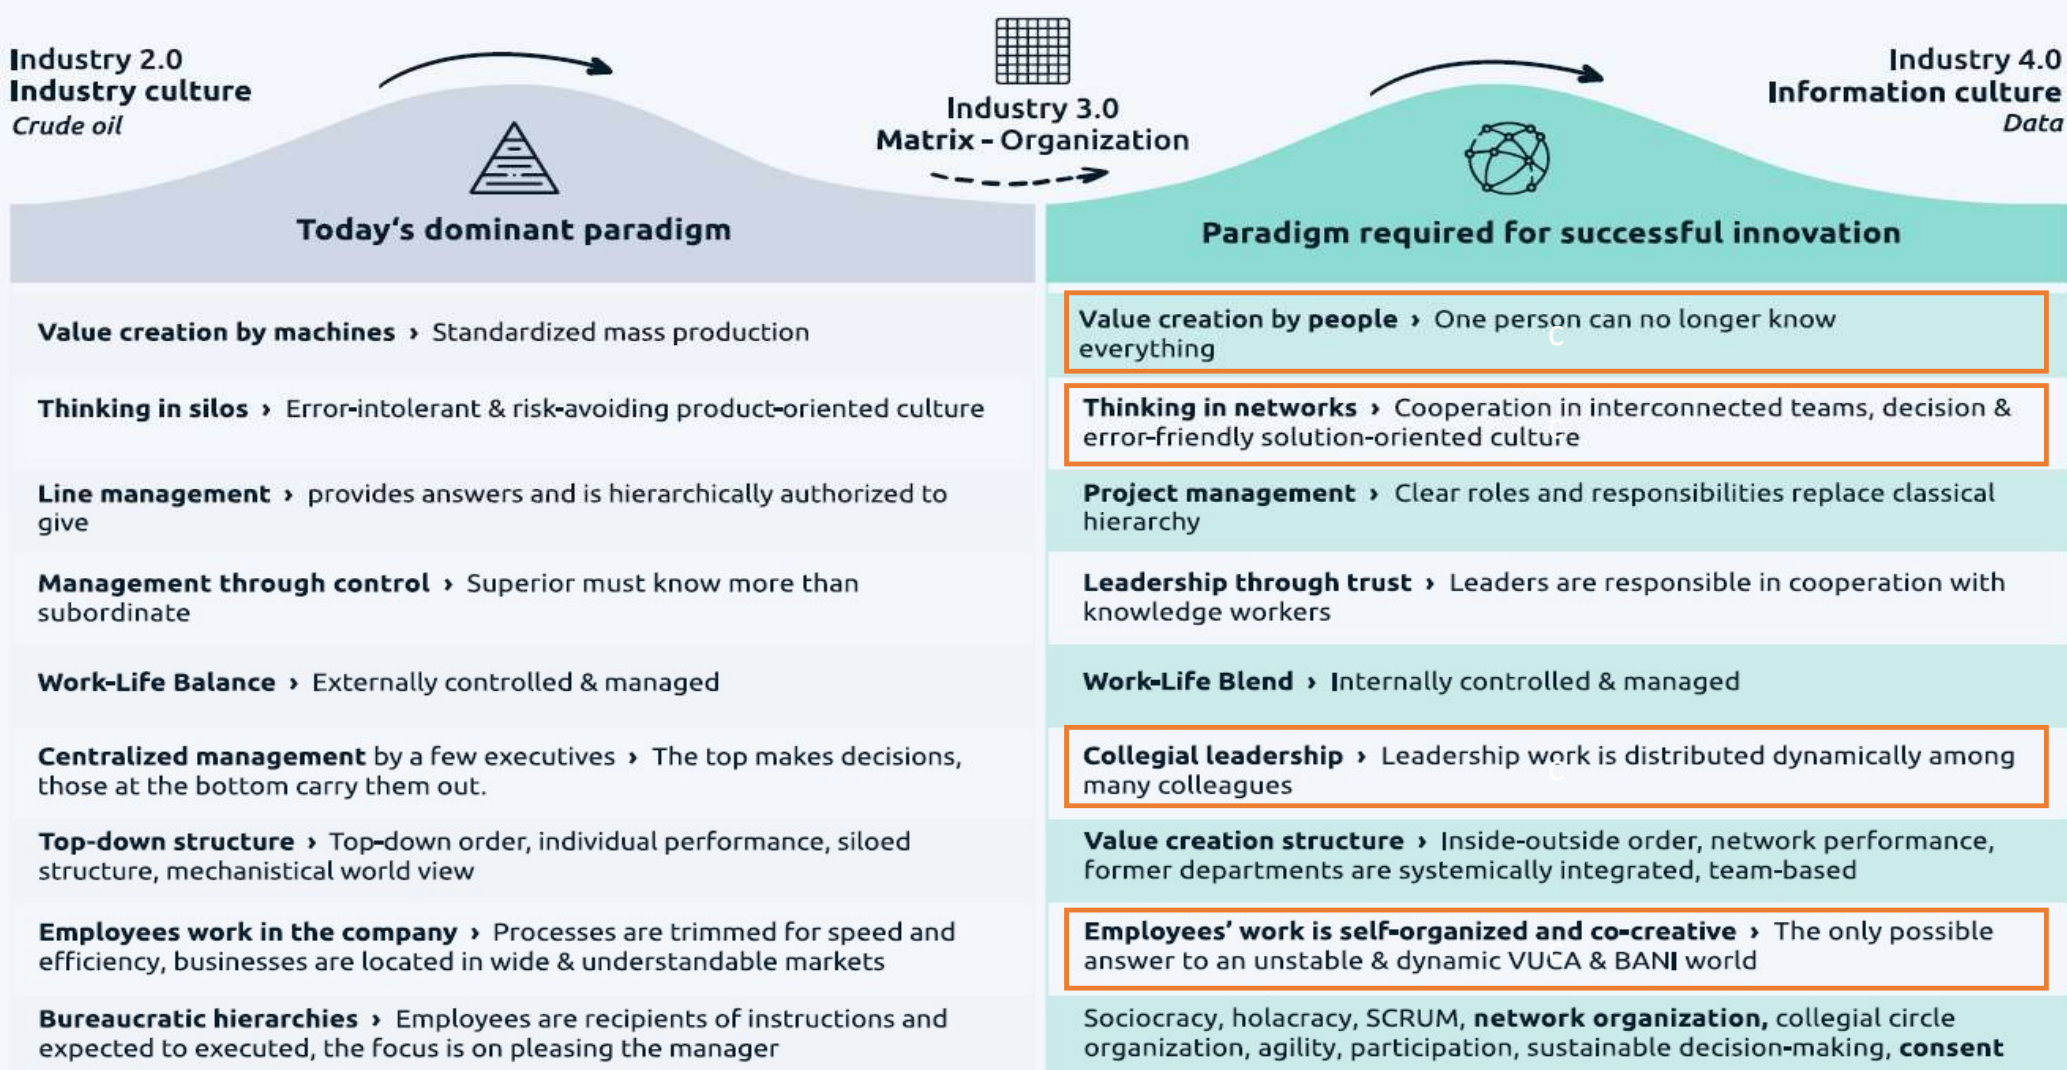 Industry 2.0
Industry culture
Crude oil
Industry 3.0
Matrix - Organization
Industry 4.0
Information culture
Data
Today's dominant paradigm
Paradigm required for successful innovation
Value creation by machines › Standardized mass production
Value creation by people › One person can no longer know
everything
Thinking in silos › Error-intolerant & risk-avoiding product-oriented culture
Thinking in networks › Cooperation in interconnected teams, decision &
error-friendly solution-oriented culture
Line management › provides answers and is hierarchically authorized to
give
Project management › Clear roles and responsibilities replace classical
hierarchy
Management through control › Superior must know more than
subordinate
Leadership through trust › Leaders are responsible in cooperation with
knowledge workers
Work-Life Balance › Externally controlled & managed
Work-Life Blend › Internally controlled & managed
Centralized management by a few executives › The top makes decisions,
those at the bottom carry them out.
Collegial leadership › Leadership work is distributed dynamically among
many colleagues
Top-down structure › Top-down order, individual performance, siloed
structure, mechanistical world view
Value creation structure › Inside-outside order, network performance,
former departments are systemically integrated, team-based
Employees work in the company › Processes are trimmed for speed and
efficiency, businesses are located in wide & understandable markets
Employees' work is self-organized and co-creative › The only possible
answer to an unstable & dynamic VUCA & BANI world
Bureaucratic hierarchies › Employees are recipients of instructions and
expected to executed, the focus is on pleasing the manager
Sociocracy, holacracy, SCRUM, network organization, collegial circle
organization, agility, participation, sustainable decision-making, consent